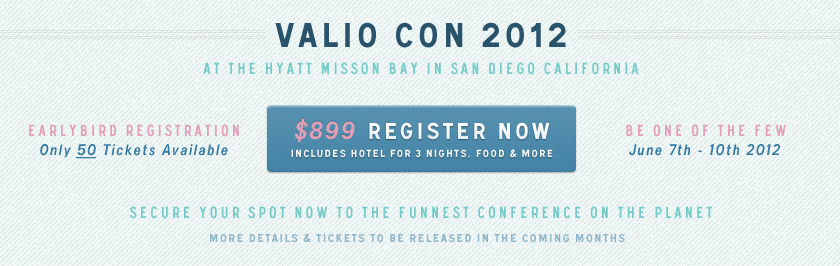 VALIO CON 2012
AT THE HYATT MISSON BAY IN SAN DIEGO CALIFORNIA
EARLYBIRD REGISTRATION
Only 50 Tickets Available
$899 REGISTER NOW
INCLUDES HOTEL FOR 3 NIGHTS, FOOD & MORE
BE ONE OF THE FEW
June 7th - 10th 2012
SECURE YOUR SPOT NOW TO THE FUNNEST CONFERENCE ON THE PLANET
MORE DETAILS & TICKETS TO BE RELEASED IN THE COMING MONTHS